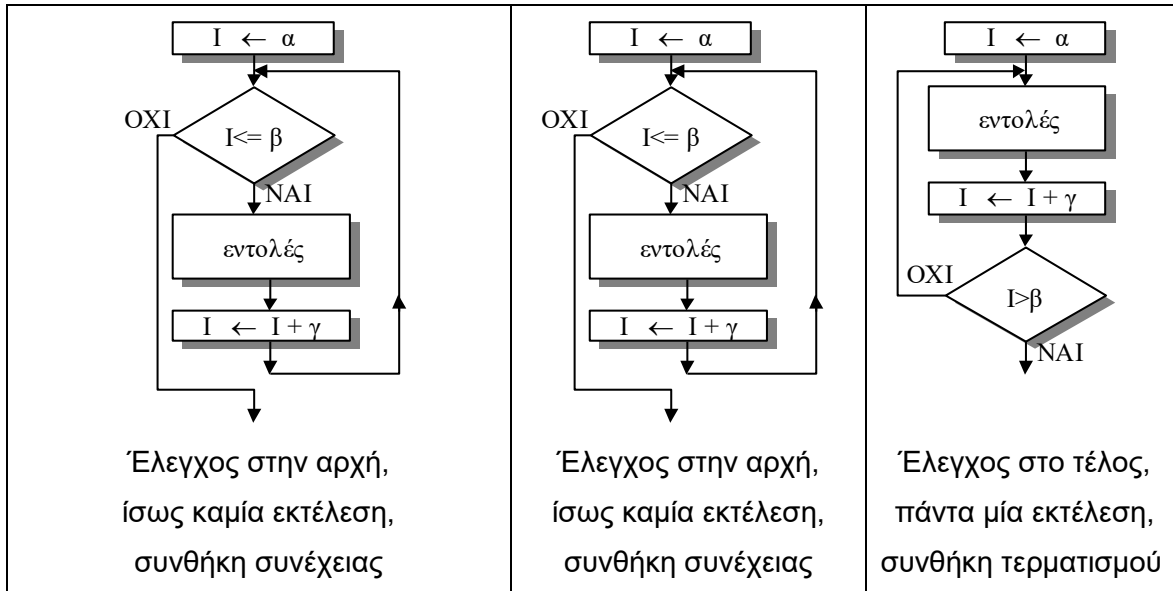 I ← α
ΟΧΙ
I<= β
ΝΑΙ
εντολές
I ← I + γ
Έλεγχος στην αρχή,
ίσως καμία εκτέλεση,
συνθήκη συνέχειας
I ← α
ΟΧΙ
I<= β
ΝΑΙ
εντολές
I ← I + γ
Έλεγχος στην αρχή,
ίσως καμία εκτέλεση,
συνθήκη συνέχειας
I ← α
εντολές
I ← I + γ
ΟΧΙ
I>β
ΝΑΙ
Έλεγχος στο τέλος,
πάντα μία εκτέλεση,
συνθήκη τερματισμού